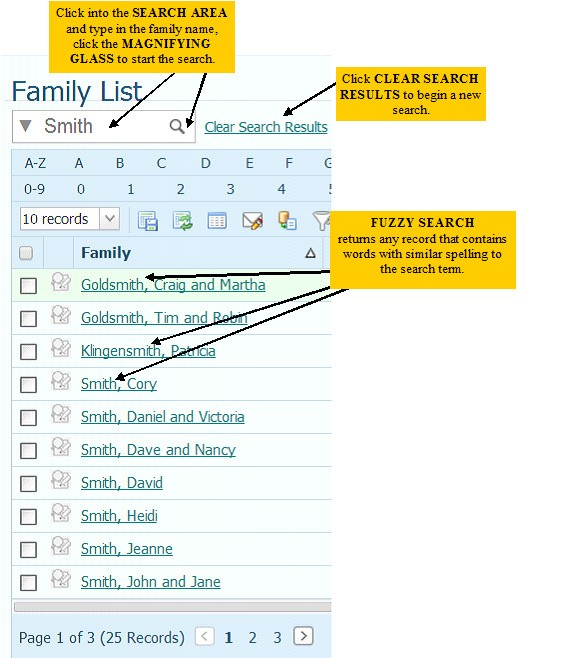 Click into the SEARCH AREA
and type in the family name,
click the MAGNIFYING
GLASS to start the search.
Click CLEAR SEARCH
RESULTS to begin a new
search.
Family List
Smith
Clear Search Results
A-Z A B C D E F G
0-9 0 1 2 3 4 5
10 records
FUZZY SEARCH
returns any record that contains
words with similar spelling to
the search term.
Family
Goldsmith, Craig and Martha
Goldsmith, Tim and Robin
Klingensmith, Patricia
Smith, Cory
Smith, Daniel and Victoria
Smith, Dave and Nancy
Smith, David
Smith, Heidi
Smith, Jeanne
Smith, John and Jane
Page 1 of 3 (25 Records) < 1 2 3 >